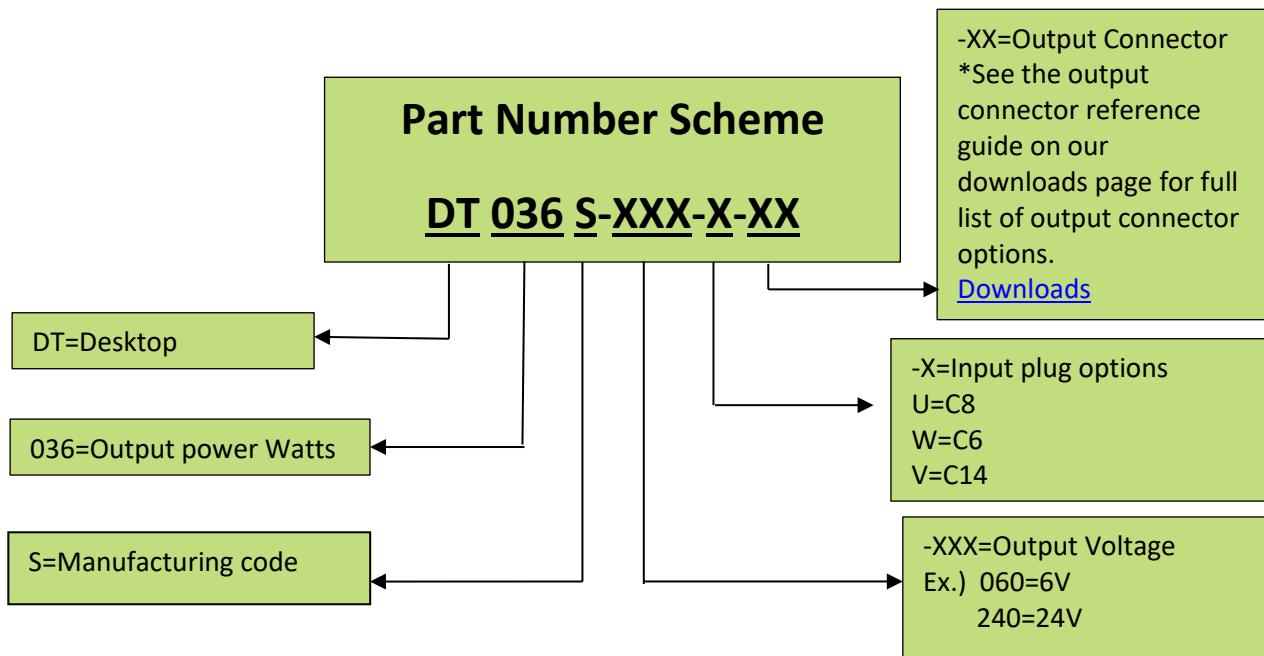 Part Number Scheme
DT 036 S-XXX-X-XX
-XX=Output Connector
*See the output
connector reference
guide on our
downloads page for full
list of output connector
options.
Downloads
DT=Desktop
036=Output power Watts
S=Manufacturing code
-X=Input plug options
U=C8
W=C6
V=C14
-XXX=Output Voltage
Ex.) 060=6V
240=24V